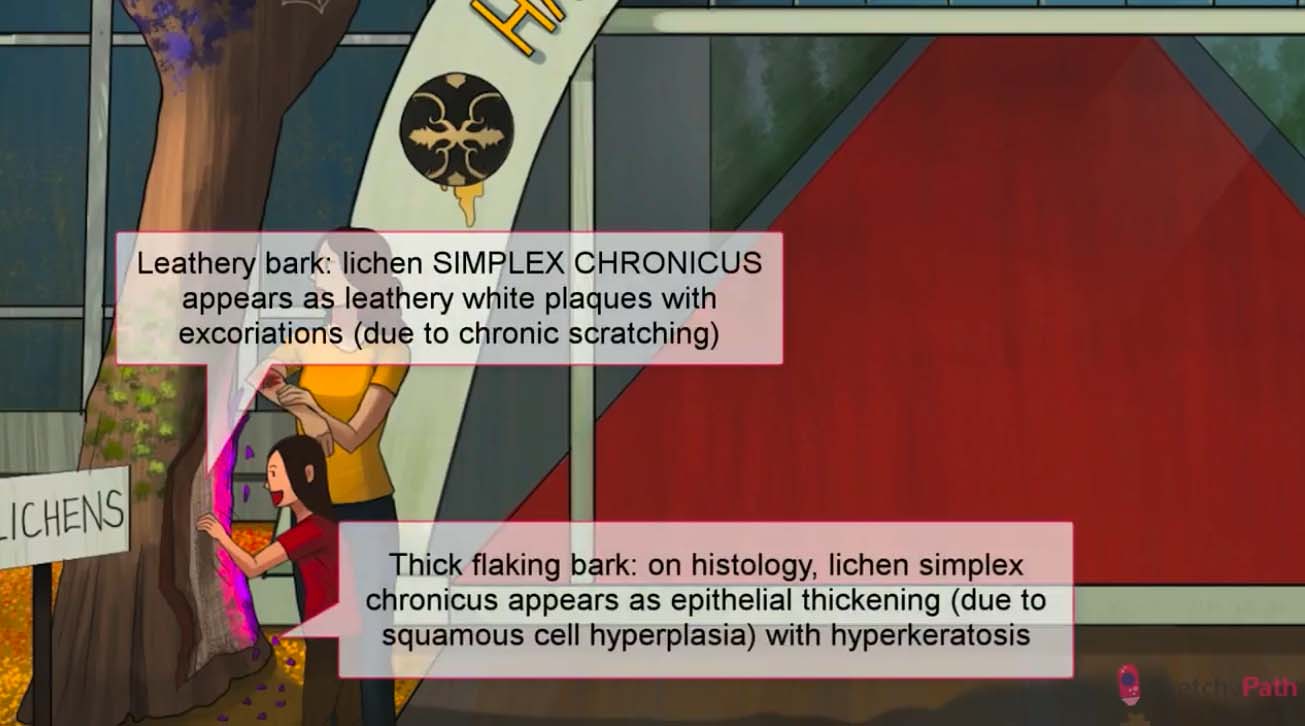 Leathery bark: lichen SIMPLEX CHRONICUS
appears as leathery white plaques with
excoriations (due to chronic scratching)
LICHENS
Thick flaking bark: on histology, lichen simplex
chronicus appears as epithelial thickening (due to
squamous cell hyperplasia) with hyperkeratosis
Path